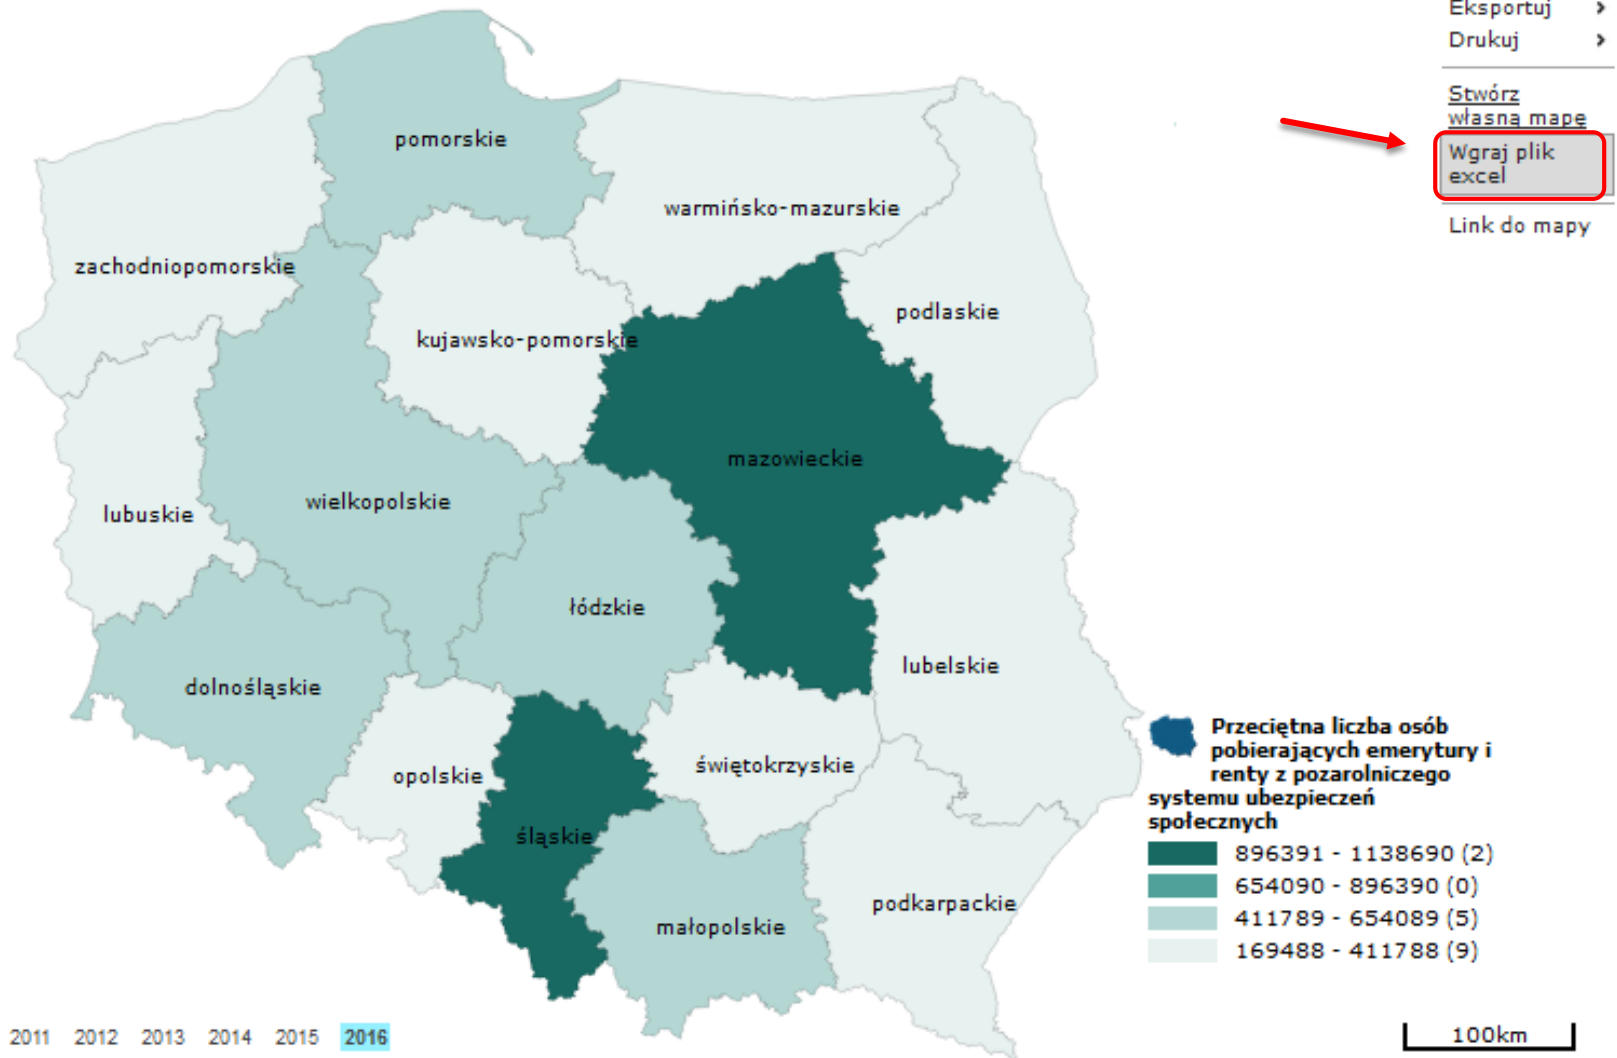 Eksportuj
Drukuj
Stwórz
własną mapę
Wgraj plik
excel
Link do mapy
pomorskie
warmińsko-mazurskie
zachodniopomorskie
podlaskie
kujawsko-pomorskie
mazowieckie
wielkopolskie
lubuskie
łódzkie
lubelskie
dolnośląskie
świętokrzyskie
opolskie
śląskie
podkarpackie
małopolskie
Przeciętna liczba osób
pobierających emerytury i
renty z pozarolniczego
systemu ubezpieczeń
społecznych
896391 - 1138690 (2)
654090 - 896390 (0)
411789 - 654089 (5)
169488 - 411788 (9)
2011 2012 2013 2014 2015 2016
100km